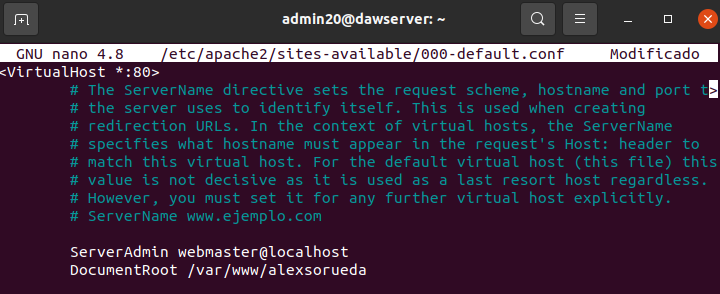 admin20@dawserver: ~
GNU nano 4.8 /etc/apache2/sites-available/000-default.conf Modificado
<VirtualHost *:80>
# The ServerName directive sets the request scheme, hostname and port t>
# the server uses to identify itself. This is used when creating
# redirection URLs. In the context of virtual hosts, the ServerName
# specifies what hostname must appear in the request's Host: header to
# match this virtual host. For the default virtual host (this file) this
# value is not decisive as it is used as a last resort host regardless.
# However, you must set it for any further virtual host explicitly.
# ServerName www.ejemplo.com
ServerAdmin webmaster@localhost
DocumentRoot /var/www/alexsorueda